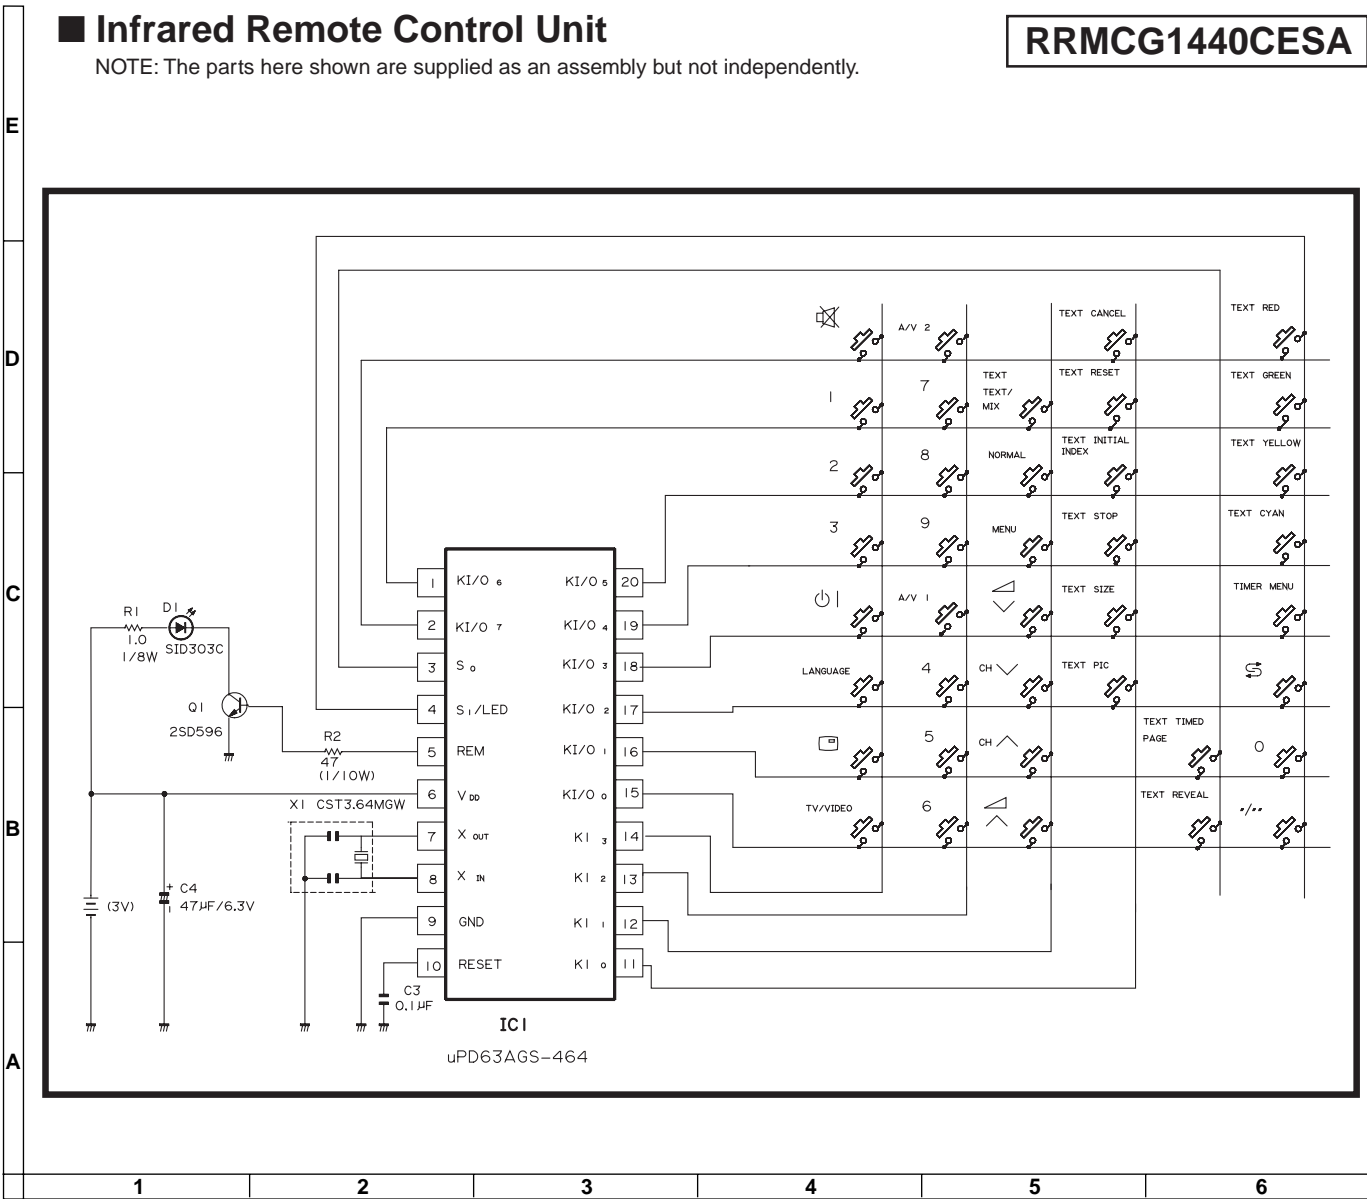 ■ Infrared Remote Control Unit
RRMCG1440CESA
NOTE: The parts here shown are supplied as an assembly but not independently.
E
D
C
B
A
TEXT CANCEL
TEXT RED
A/V 2
1
7
TEXT
TEXT/
MIX
TEXT RESET
TEXT GREEN
2
8
NORMAL
TEXT INITIAL
INDEX
TEXT YELLOW
3
9
MENU
TEXT STOP
TEXT CYAN
A/V 1
TEXT SIZE
TIMER MENU
LANGUAGE
4
CH
TEXT PIC
5
CH
TEXT TIMED
PAGE
0
TV/VIDEO
6
TEXT REVEAL
-/--
1 KI/O 6
2 KI/O 7
3 S O
4 S I/LED
5 REM
6 V DD
7 X OUT
8 X IN
9 GND
10 RESET
KI/O 5 20
KI/O 4 19
KI/O 3 18
KI/O 2 17
KI/O 1 16
KI/O 0 15
KI 3 14
KI 2 13
KI 1 12
KI 0 11
R1
1.0
1/8W
D1
SID303C
Q1
2SD596
R2
47
(1/10W)
X1 CST3.64MGW
(3V)
+ C4
47µF/6.3V
C3
0.1µF
IC1
uPD63AGS-464
1 2 3 4 5 6